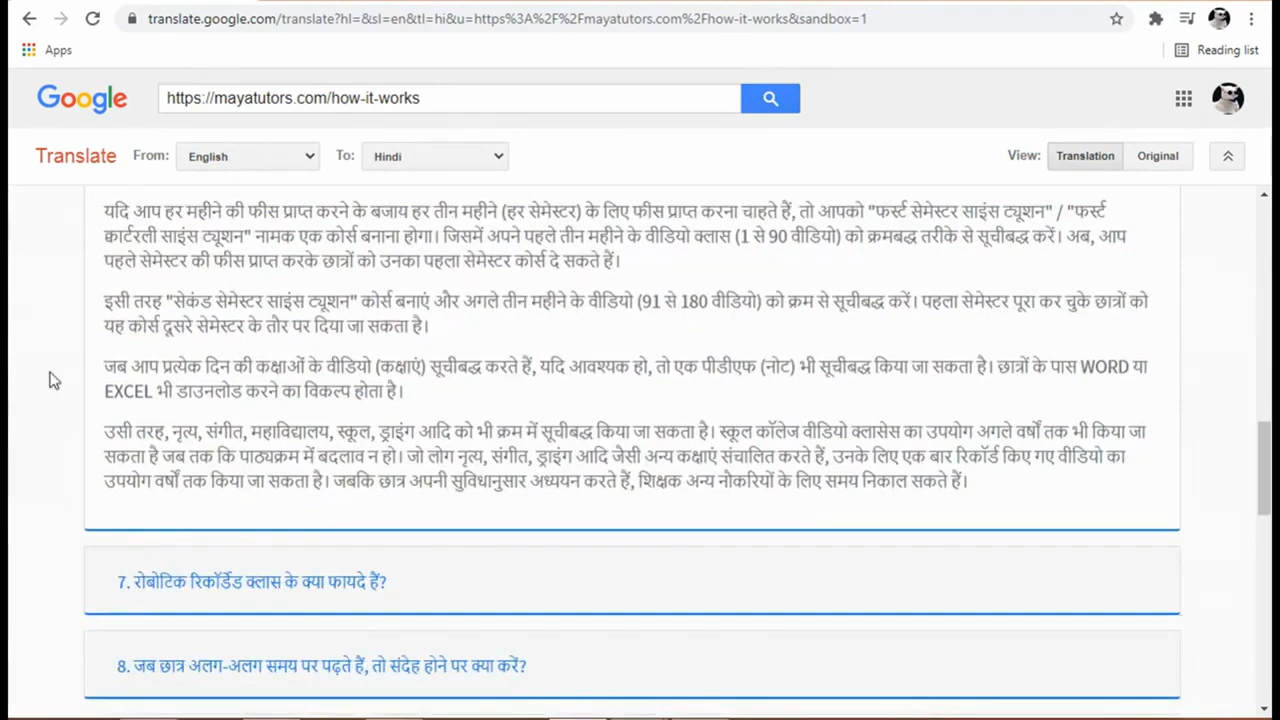 translate.google.com/translate?hl=&sl=en&tl=hi&u=https%3A%2F%2Fmayatutors.com%2Fhow-it-works&sandbox=1
Apps
Reading list
Google
https://mayatutors.com/how-it-works
Translate From: English To: Hindi View: Translation Original
यदि आप हर महीने की फीस प्राप्त करने के बजाय हर तीन महीने (हर सेमेस्टर) के लिए फीस प्राप्त करना चाहते हैं, तो आपको "फर्स्ट सेमेस्टर साइंस ट्यूशन" / "फर्स्ट
क्वार्टरली साइंस ट्यूशन" नामक एक कोर्स बनाना होगा। जिसमें अपने पहले तीन महीने के वीडियो क्लास (1 से 90 वीडियो) को क्रमबद्ध तरीके से सूचीबद्ध करें। अब, आप
पहले सेमेस्टर की फीस प्राप्त करके छात्रों को उनका पहला सेमेस्टर कोर्स दे सकते हैं।
इसी तरह "सेकंड सेमेस्टर साइंस ट्यूशन" कोर्स बनाएं और अगले तीन महीने के वीडियो (91 से 180 वीडियो) को क्रम से सूचीबद्ध करें। पहला सेमेस्टर पूरा कर चुके छात्रों को
यह कोर्स दूसरे सेमेस्टर के तौर पर दिया जा सकता है।
जब आप प्रत्येक दिन की कक्षाओं के वीडियो (कक्षाएं) सूचीबद्ध करते हैं, यदि आवश्यक हो, तो एक पीडीएफ (नोट) भी सूचीबद्ध किया जा सकता है। छात्रों के पास WORD या
EXCEL भी डाउनलोड करने का विकल्प होता है।
उसी तरह, नृत्य, संगीत, महाविद्यालय, स्कूल, ड्राइंग आदि को भी क्रम में सूचीबद्ध किया जा सकता है। स्कूल कॉलेज वीडियो क्लासेस का उपयोग अगले वर्षों तक भी किया जा
सकता है जब तक कि पाठ्यक्रम में बदलाव न हो। जो लोग नृत्य, संगीत, ड्राइंग आदि जैसी अन्य कक्षाएं संचालित करते हैं, उनके लिए एक बार रिकॉर्ड किए गए वीडियो का
उपयोग वर्षों तक किया जा सकता है। जबकि छात्र अपनी सुविधानुसार अध्ययन करते हैं, शिक्षक अन्य नौकरियों के लिए समय निकाल सकते हैं।
7. रोबोटिक रिकॉर्डेड क्लास के क्या फायदे हैं?
8. जब छात्र अलग-अलग समय पर पढ़ते हैं, तो संदेह होने पर क्या करें?